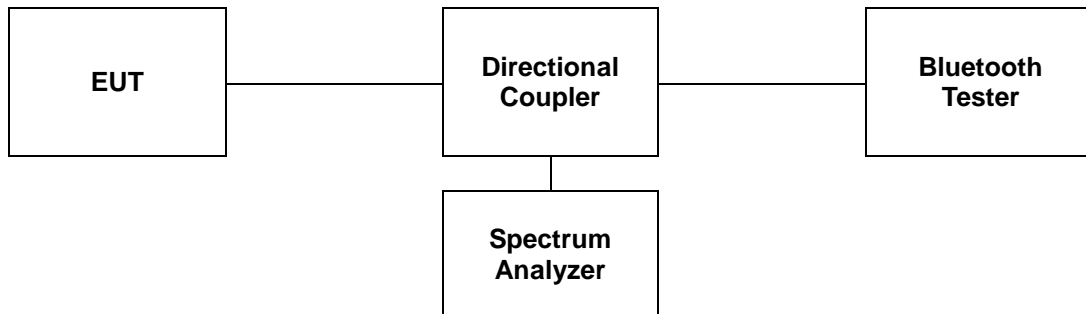 EUT
Directional
Coupler
Bluetooth
Tester
Spectrum
Analyzer